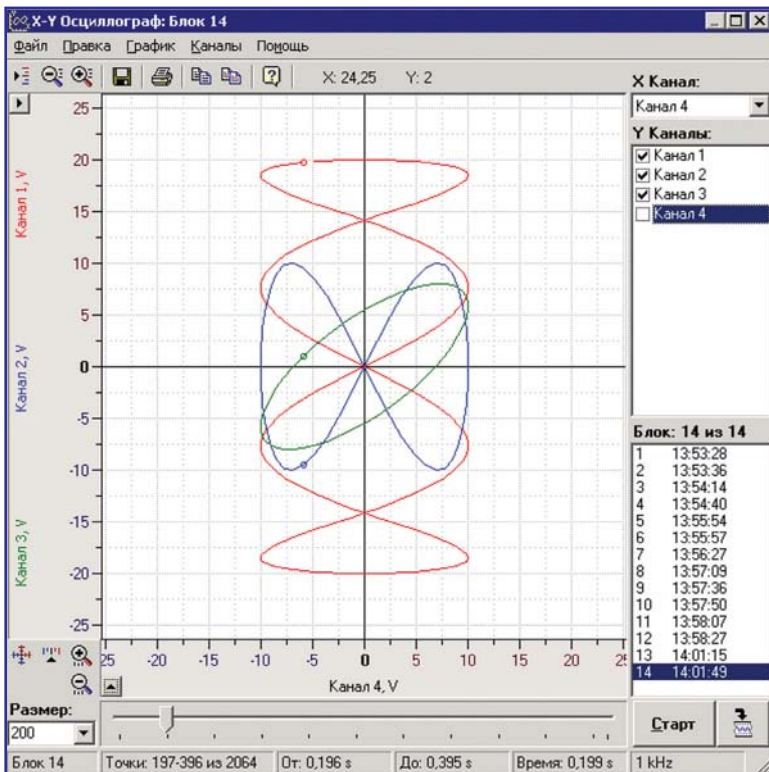 X-Y Осциллограф: Блок 14
Файл Правка График Каналы Помощь
X: 24,25 Y: 2
X Канал:
Канал 4
Y Каналы:
Канал 1
Канал 2
Канал 3
Канал 4
Канал 1, V
Канал 2, V
Канал 3, V
25
20
15
10
5
0
-5
-10
-15
-20
-25
25 -20 -15 -10 -5 0 5 10 15 20 25
Канал 4, V
Блок: 14 из 14
1 13:53:28
2 13:53:36
3 13:54:14
4 13:54:40
5 13:55:54
6 13:55:57
7 13:56:27
8 13:57:09
9 13:57:36
10 13:57:50
11 13:58:07
12 13:58:27
13 14:01:15
14 14:01:49
Размер:
200
Старт
Блок 14 Точки: 197-396 из 2064 От: 0,196 s До: 0,395 s Время: 0,199 s 1 kHz